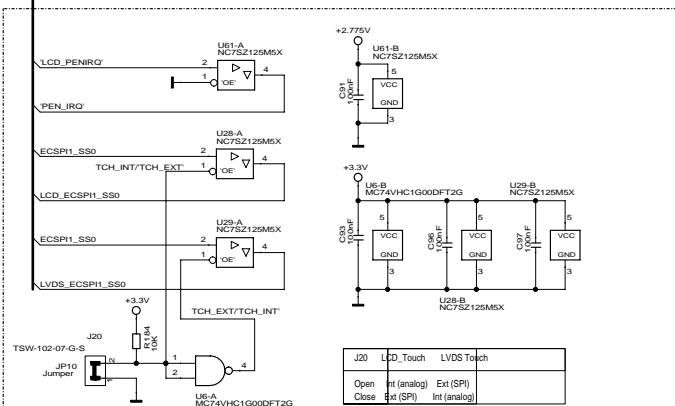 U61-A
NC7SZ125M5X
'LCD_PENIRQ'
2
4
1
'OE'
'PEN_IRQ'
U28-A
NC7SZ125M5X
ECSPI1_SS0
2
4
TCH_INT/TCH_EXT'
1
'OE'
LCD_ECSPI1_SS0
U29-A
NC7SZ125M5X
ECSPI1_SS0
2
4
1
'OE'
LVDS_ECSPI1_SS0
+3.3V
TCH_EXT/TCH_INT'
J20
TSW-102-07-G-S
R184
10K
JP10
Jumper
2
1
1
2
4
U6-A
MC74VHC1G00DFT2G
+2.775V
U61-B
NC7SZ125M5X
C91
100nF
5
VCC
GND
3
+3.3V
U6-B
MC74VHC1G00DFT2G
U29-B
NC7SZ125M5X
C93
100nF
5
VCC
GND
3
C96
100nF
5
VCC
GND
3
C97
100nF
5
VCC
GND
3
U28-B
NC7SZ125M5X
J20 LCD_Touch LVDS Touch
Open Int (analog) Ext (SPI)
Close Ext (SPI) Int (analog)